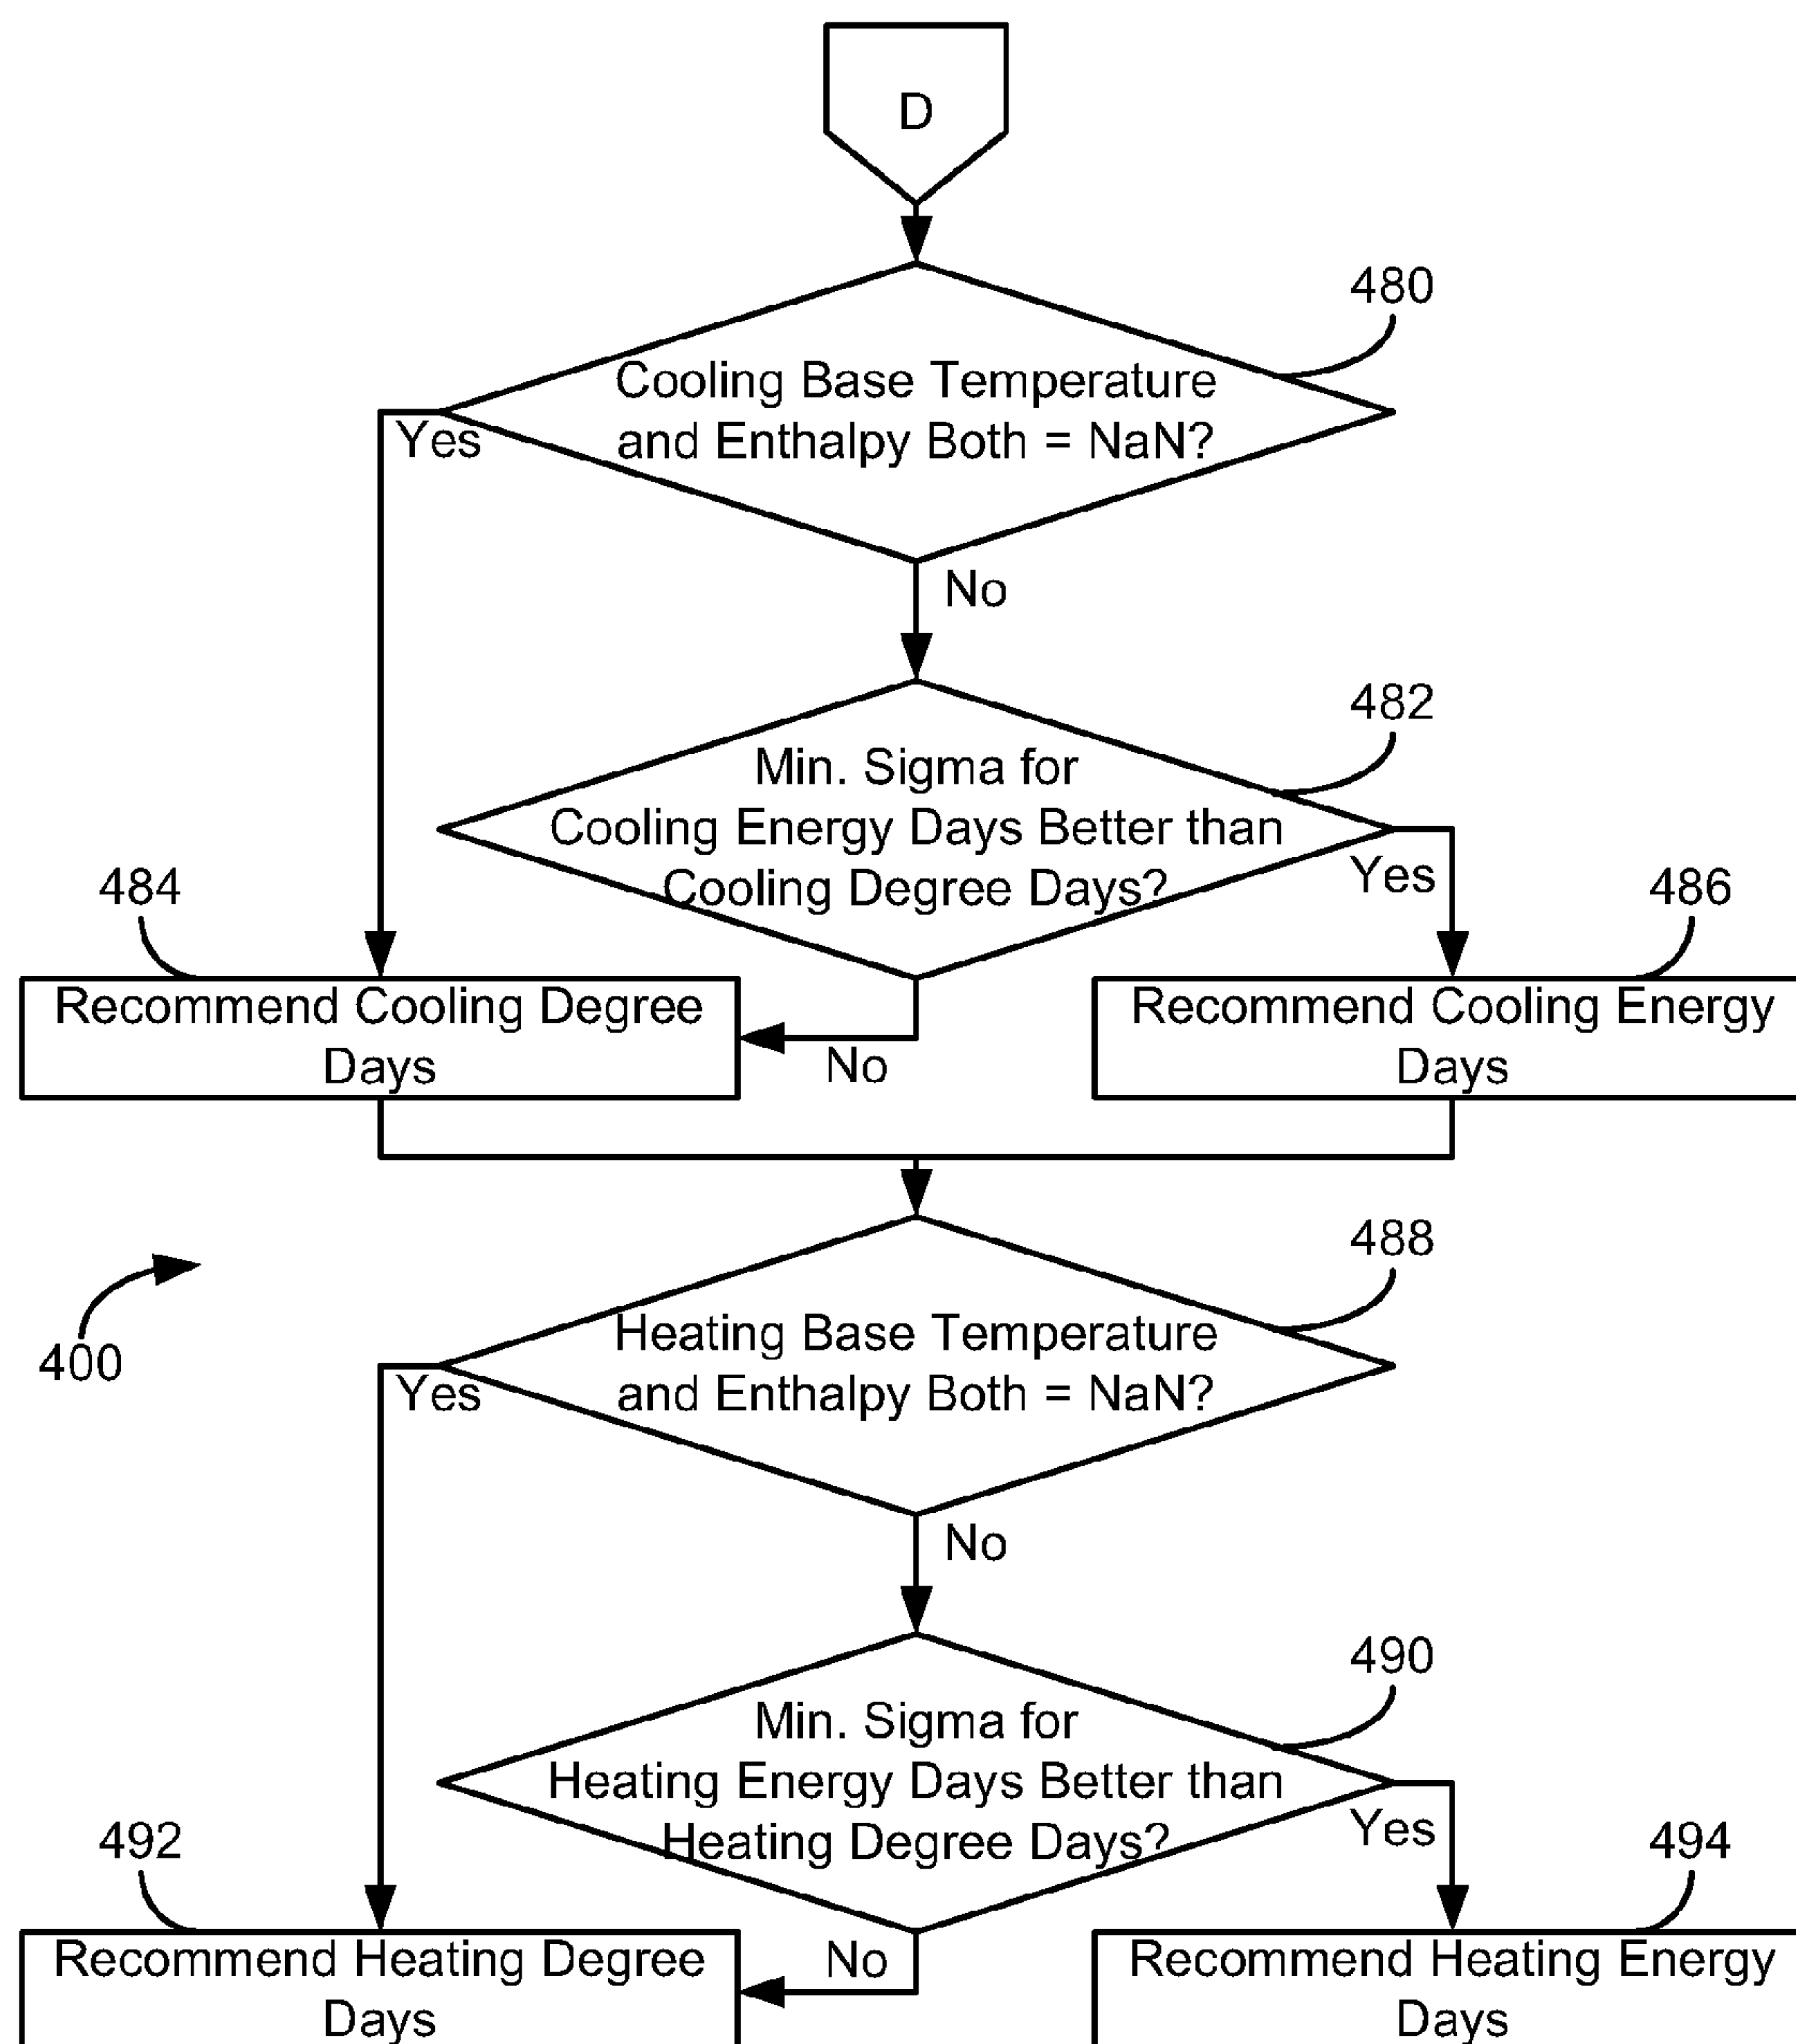 D
480
Cooling Base Temperature
and Enthalpy Both = NaN?
Yes
No
482
Min. Sigma for
Cooling Energy Days Better than
Cooling Degree Days?
Yes
484
486
Recommend Cooling Degree
Days
No
Recommend Cooling Energy
Days
488
400
Heating Base Temperature
and Enthalpy Both = NaN?
Yes
No
490
Min. Sigma for
Heating Energy Days Better than
Heating Degree Days?
Yes
492
494
Recommend Heating Degree
Days
No
Recommend Heating Energy
Days